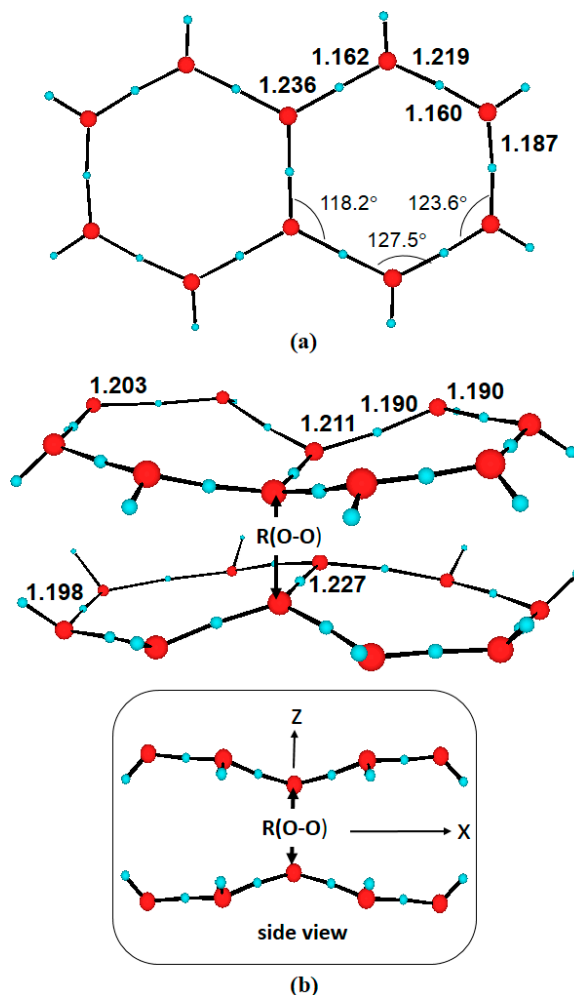 1.162 1.219
1.236
1.160
1.187
118.2° 123.6°
127.5°
(a)
1.203
1.190 1.190
1.211
R(O-O)
1.198 1.227
Z
R(O-O)
X
side view
(b)